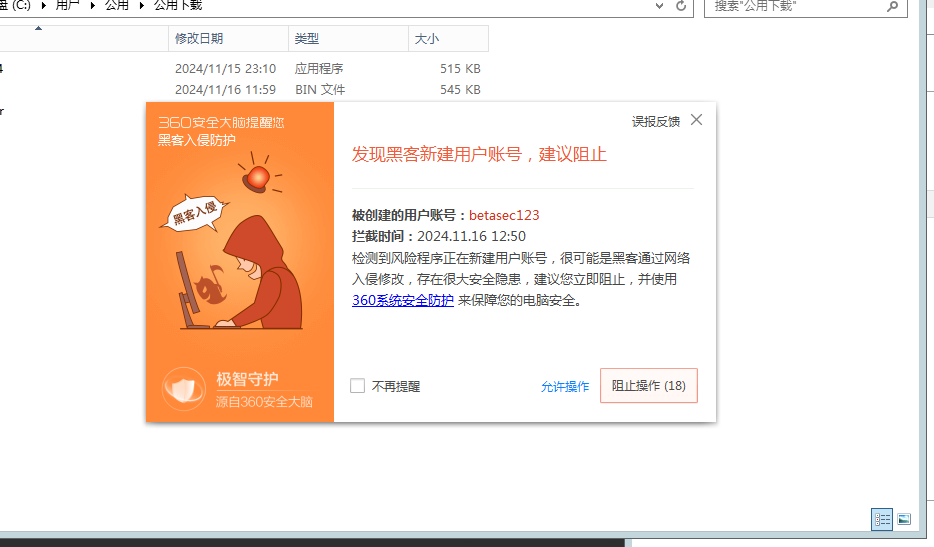 盘 (C:) 用户 公用 公用下载
搜索"公用下载"
修改日期 类型 大小
4 2024/11/15 23:10 应用程序 515 KB
2024/11/16 11:59 BIN 文件 545 KB
r
360安全大脑提醒您
黑客入侵防护
黑客入侵
极智守护
源自360安全大脑
误报反馈
发现黑客新建用户账号，建议阻止
被创建的用户账号：betasec123
拦截时间：2024.11.16 12:50
检测到风险程序正在新建用户账号，很可能是黑客通过网络
入侵修改，存在很大安全隐患，建议您立即阻止，并使用
360系统安全防护 来保障您的电脑安全。
不再提醒 允许操作 阻止操作 (18)